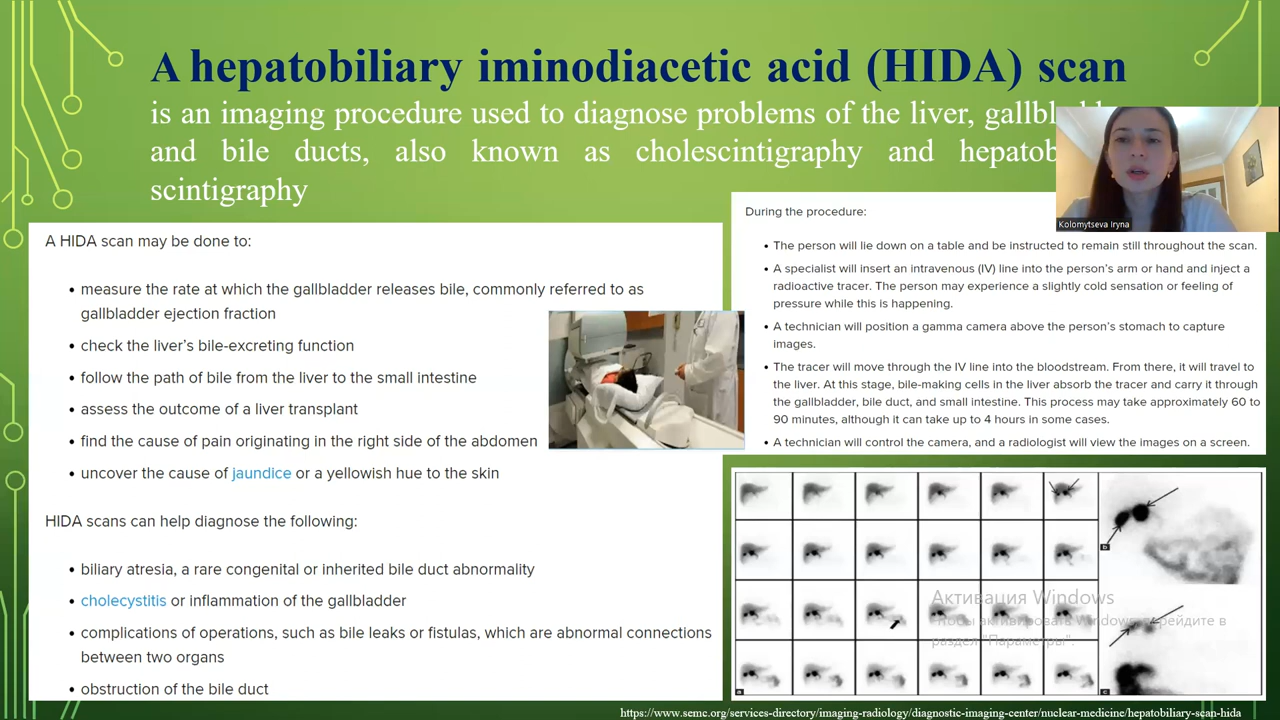 A hepatobiliary iminodiacetic acid (HIDA) scan
is an imaging procedure used to diagnose problems of the liver,
and bile ducts, also known as cholescintigraphy and
scintigraphy
Kolomytseva Iryna
A HIDA scan may be done to:
• measure the rate at which the gallbladder releases bile, commonly referred to as
gallbladder ejection fraction
• check the liver's bile-excreting function
• follow the path of bile from the liver to the small intestine
• assess the outcome of a liver transplant
• find the cause of pain originating in the right side of the abdomen
• uncover the cause of jaundice or a yellowish hue to the skin
HIDA scans can help diagnose the following:
• biliary atresia, a rare congenital or inherited bile duct abnormality
• cholecystitis or inflammation of the gallbladder
• complications of operations, such as bile leaks or fistulas, which are abnormal connections
between two organs
• obstruction of the bile duct
During the procedure:
• The person will lie down on a table and be instructed to remain still throughout the scan.
• A specialist will insert an intravenous (IV) line into the person's arm or hand and inject a
radioactive tracer. The person may experience a slightly cold sensation or feeling of
pressure while this is happening.
• A technician will position a gamma camera above the person's stomach to capture
images.
• The tracer will move through the IV line into the bloodstream. From there, it will travel to
the liver. At this stage, bile-making cells in the liver absorb the tracer and carry it through
the gallbladder, bile duct, and small intestine. This process may take approximately 60 to
90 minutes, although it can take up to 4 hours in some cases.
• A technician will control the camera, and a radiologist will view the images on a screen.
a
b
c
Активация Windows
Чтобы активировать Windows, перейдите в
раздел "Параметры".
https://www.semc.org/services-directory/imaging-radiology/diagnostic-imaging-center/nuclear-medicine/hepatobiliary-scan-hida